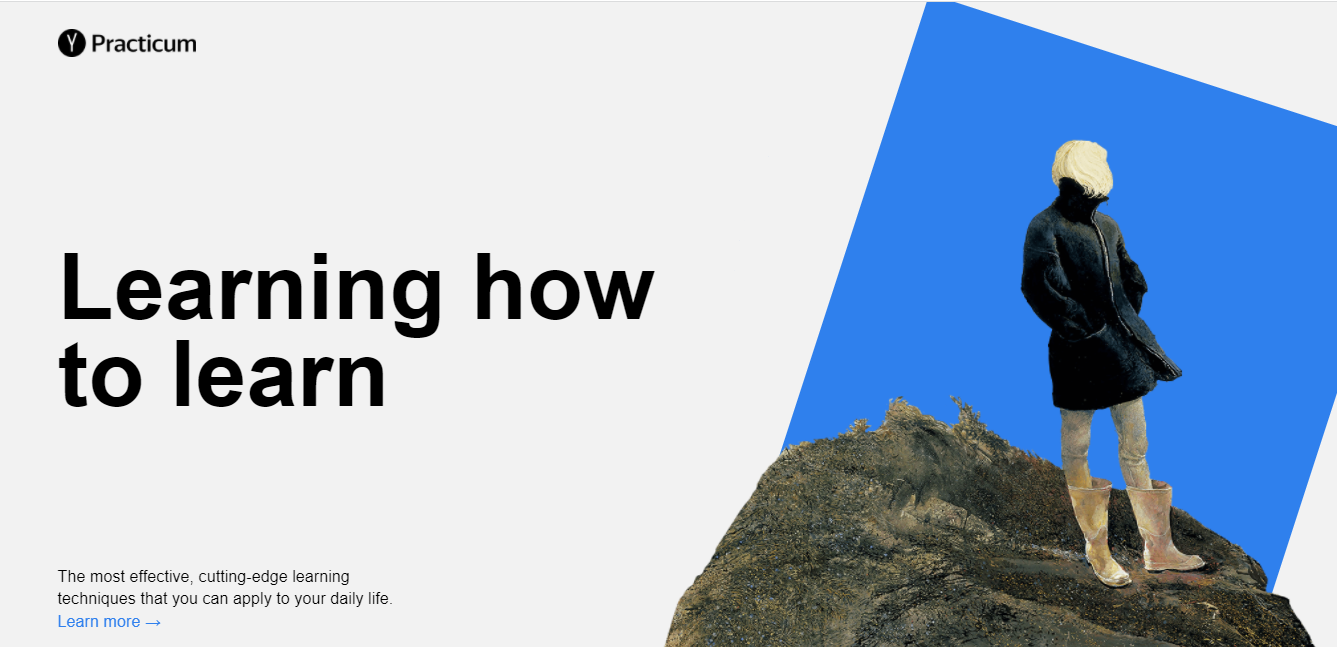 Practicum
Learning how
to learn
The most effective, cutting-edge learning
techniques that you can apply to your daily life.
Learn more →